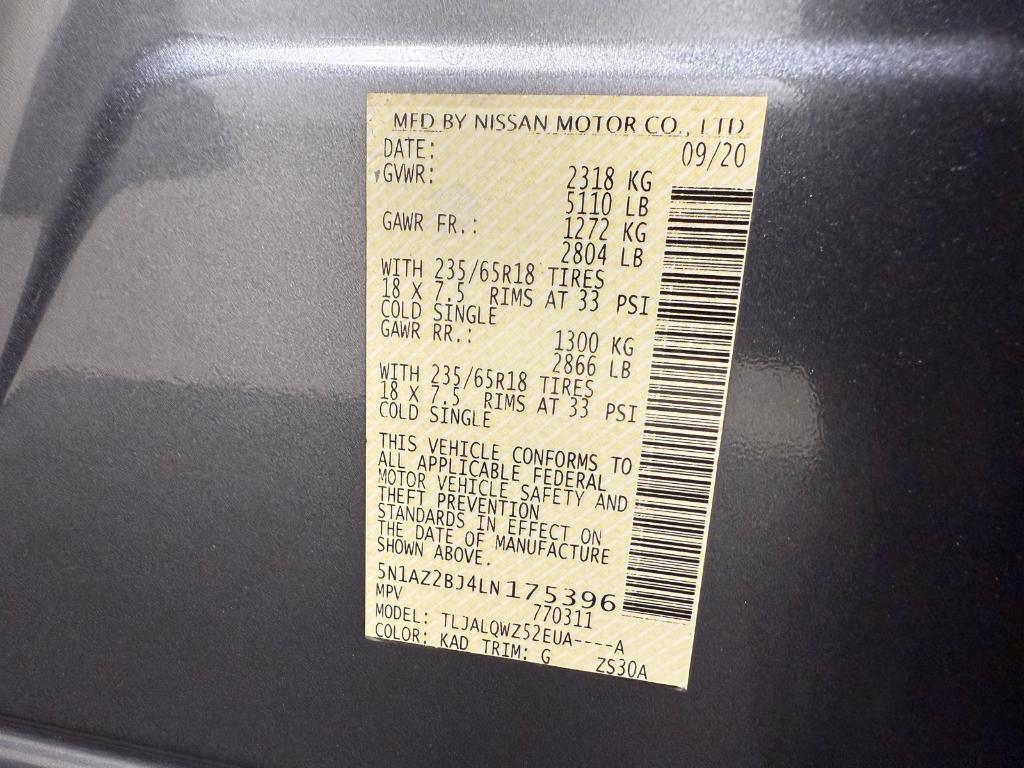 MFD BY NISSAN MOTOR CO., LTD
DATE: 09/20
GVWR: 2318 KG
5110 LB
GAWR FR.: 1272 KG
2804 LB
WITH 235/65R18 TIRES
18 X 7.5 RIMS AT 33 PSI
COLD SINGLE
GAWR RR.: 1300 KG
2866 LB
WITH 235/65R18 TIRES
18 X 7.5 RIMS AT 33 PSI
COLD SINGLE
THIS VEHICLE CONFORMS TO
ALL APPLICABLE FEDERAL
MOTOR VEHICLE SAFETY AND
THEFT PREVENTION
STANDARDS IN EFFECT ON
THE DATE OF MANUFACTURE
SHOWN ABOVE.
5N1AZ2BJ4LN175396
MPV 770311
MODEL: TLJALQWZ52EUA----A
COLOR: KAD TRIM: G ZS30A